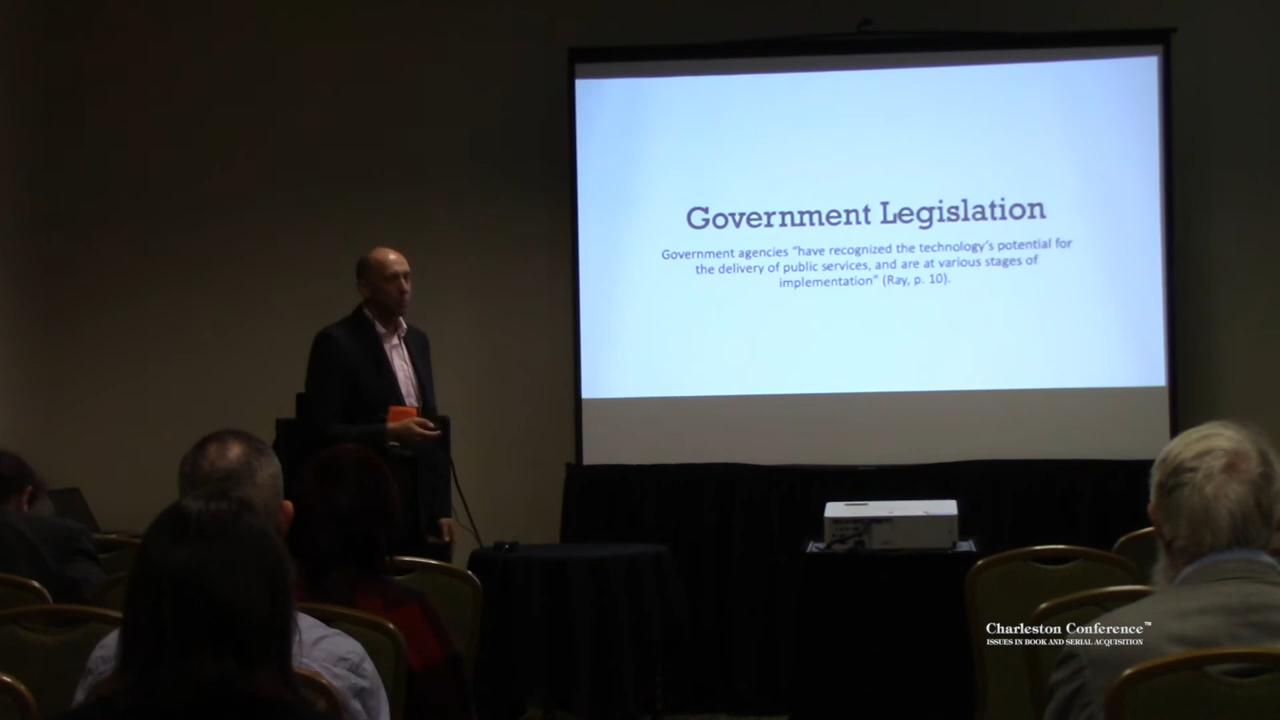 Government Legislation
Government agencies "have recognized the technology's potential for
the delivery of public services, and are at various stages of
implementation" (Ray, p. 10).
Charleston Conference™
ISSUES IN BOOK AND SERIAL ACQUISITION